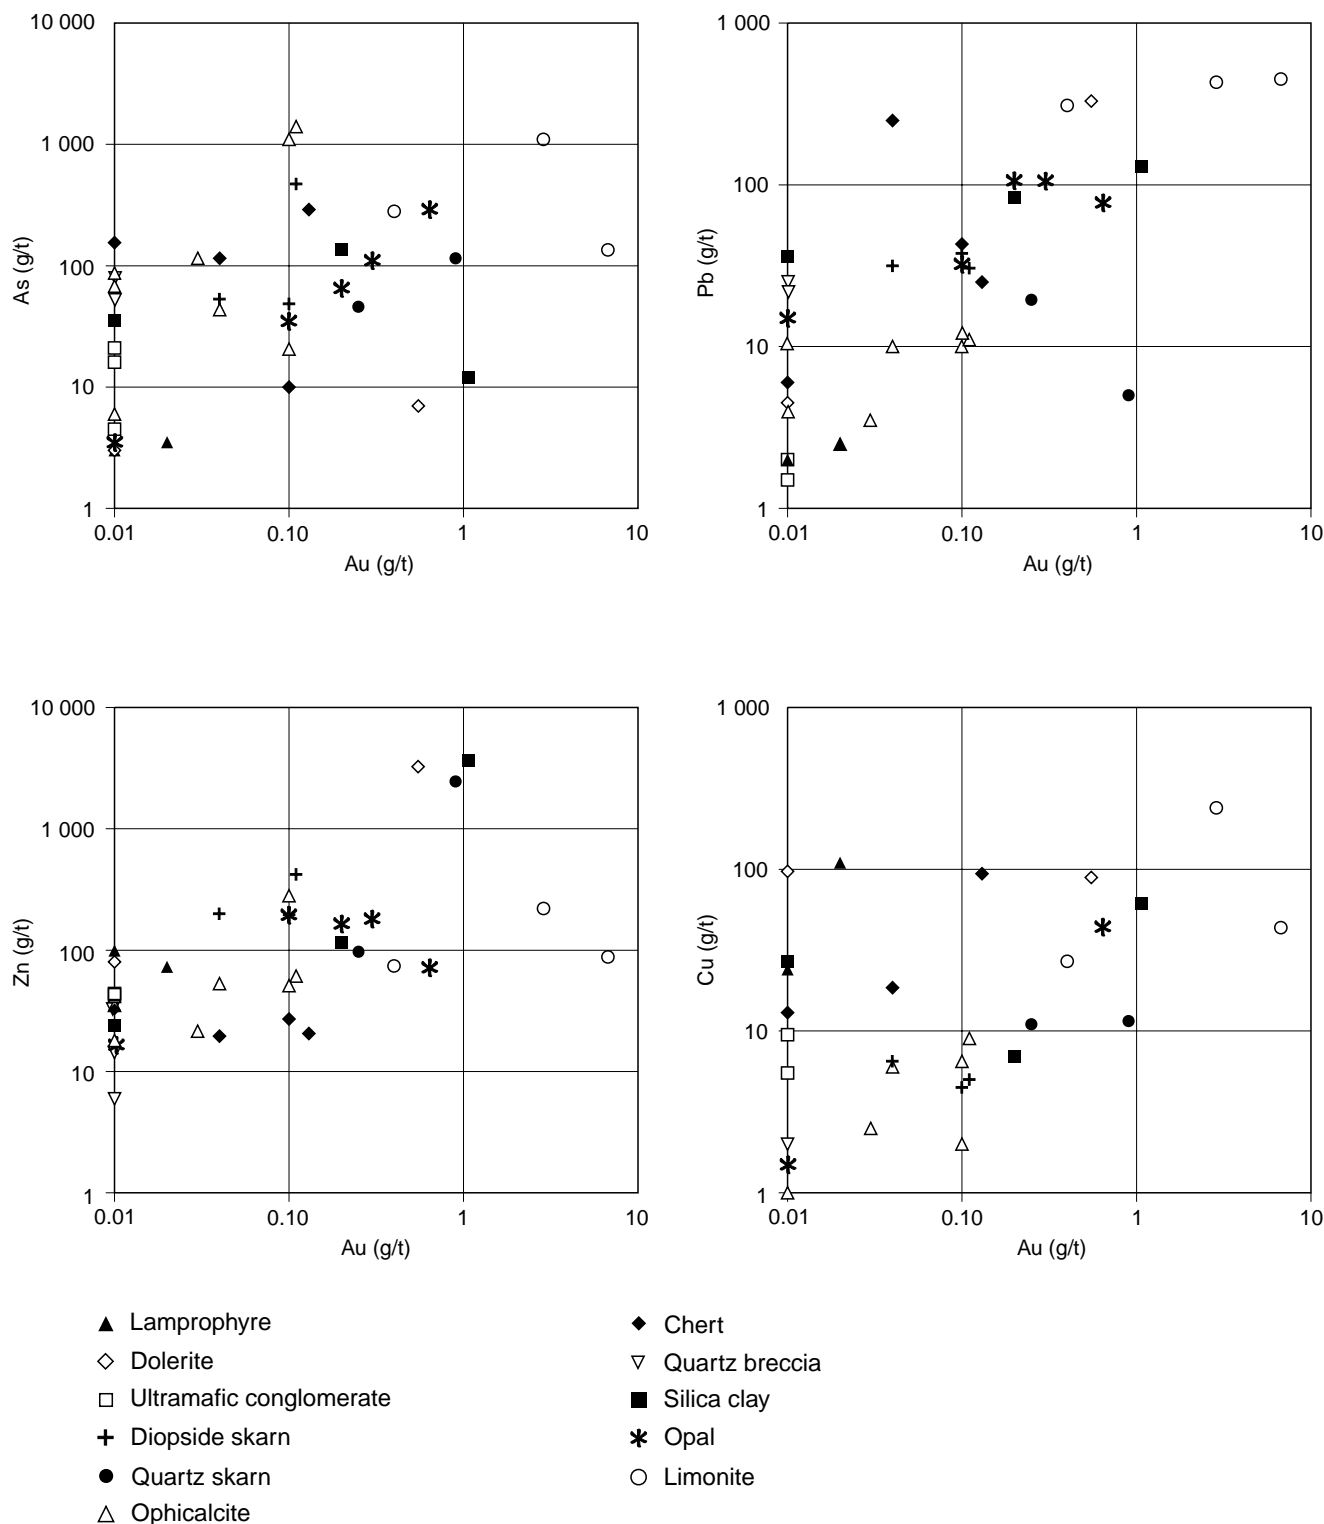 10 000
1 000
100
10
1
As (g/t)
0.01
0.10
1
10
Au (g/t)
1 000
100
10
1
Pb (g/t)
0.01
0.10
1
10
Au (g/t)
10 000
1 000
100
10
1
Zn (g/t)
0.01
0.10
1
10
Au (g/t)
1 000
100
10
1
Cu (g/t)
0.01
0.10
1
10
Au (g/t)
Lamprophyre
Dolerite
Ultramafic conglomerate
Diopside skarn
Quartz skarn
Ophicalcite
Chert
Quartz breccia
Silica clay
Opal
Limonite